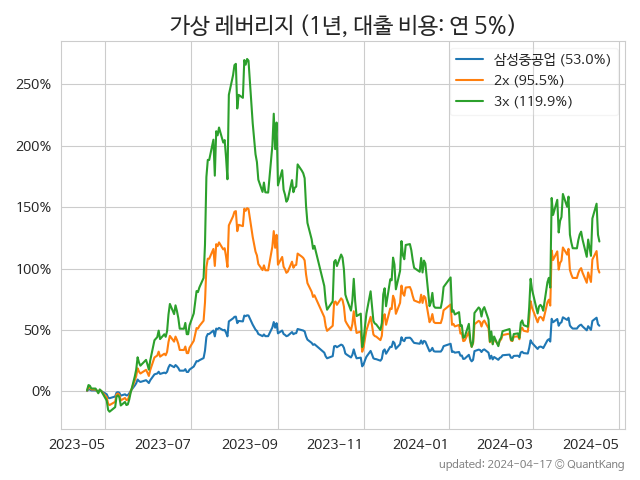 가상 레버리지 (1년, 대출 비용: 연 5%)
삼성중공업 (53.0%)
2x (95.5%)
3x (119.9%)
250%
200%
150%
100%
50%
0%
2023-05 2023-07 2023-09 2023-11 2024-01 2024-03 2024-05
updated: 2024-04-17 © QuantKang